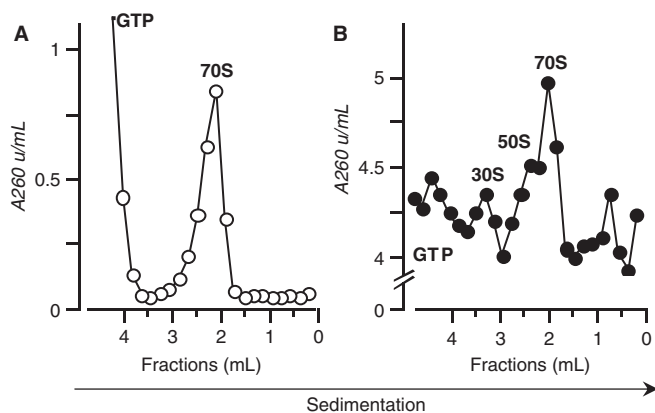 A
GTP
70S
1
0.5
0
A260 u/mL
4
3
2
1
0
Fractions (mL)
B
70S
50S
30S
GTP
5
4.5
4
0
A260 u/mL
4
3
2
1
0
Fractions (mL)
Sedimentation